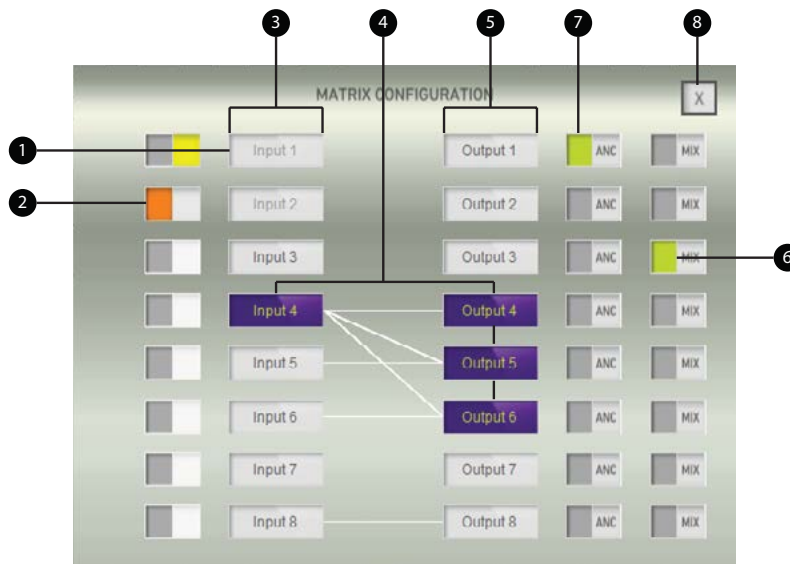 3 4 5 7 8
MATRIX CONFIGURATION X
1 Input 1 Output 1 ANC MIX
2 Input 2 Output 2 ANC MIX
Input 3 Output 3 ANC MIX 6
Input 4 Output 4 ANC MIX
Input 5 Output 5 ANC MIX
Input 6 Output 6 ANC MIX
Input 7 Output 7 ANC MIX
Input 8 Output 8 ANC MIX